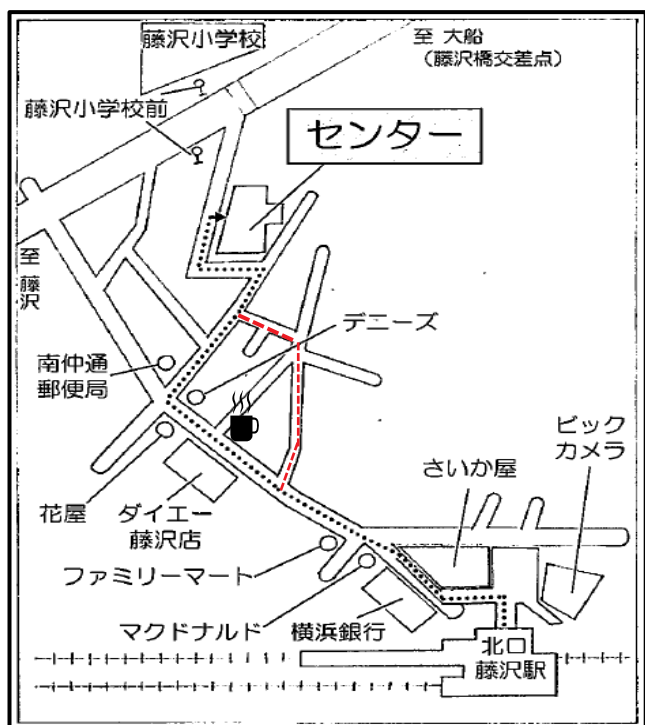 藤沢小学校
至 大船
（藤沢橋交差点）
藤沢小学校前
センター
至
藤
沢
デニーズ
南仲通
郵便局
ビック
カメラ
さいか屋
花屋
ダイエー
藤沢店
ファミリーマート
マクドナルド
横浜銀行
北口
藤沢駅